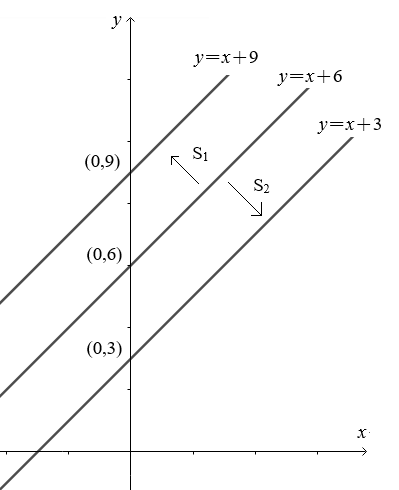 y
y=x+9
y=x+6
y=x+3
(0,9)
S₁
S₂
(0,6)
(0,3)
x